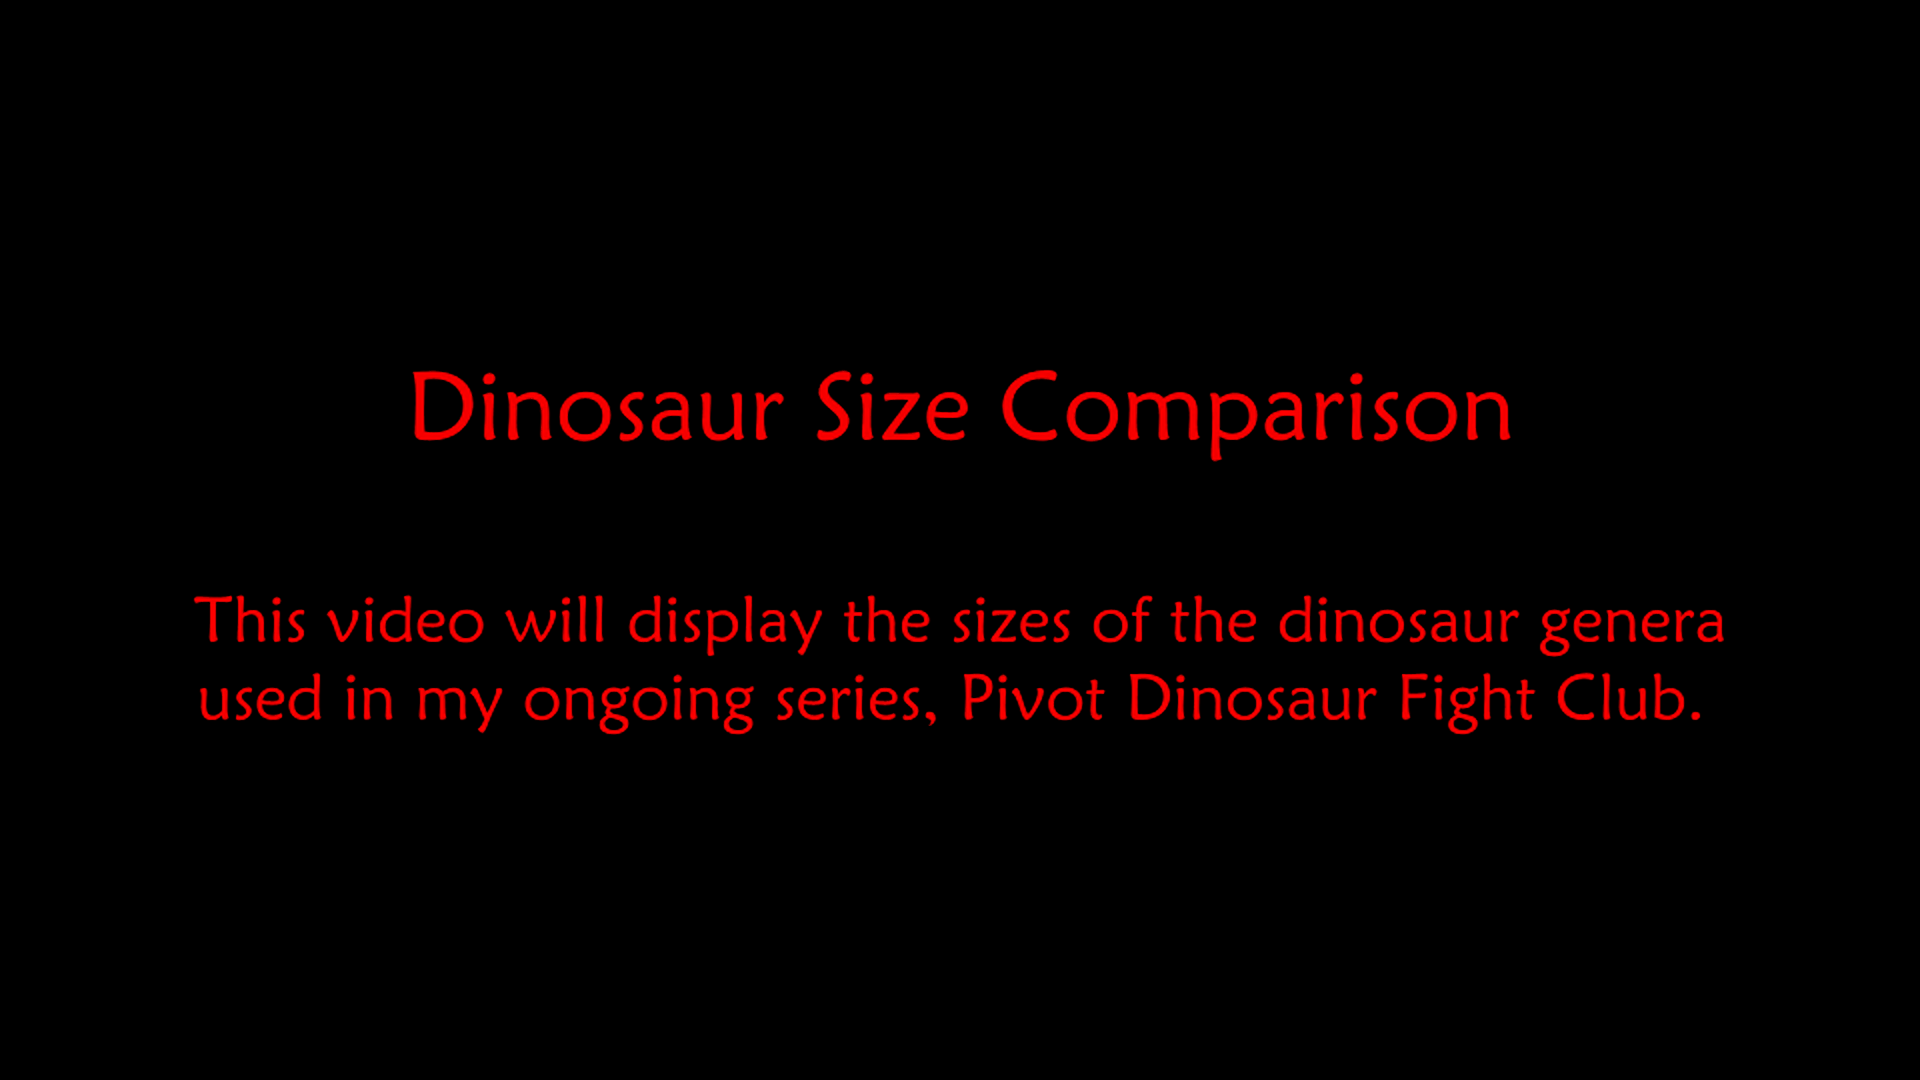 Dinosaur Size Comparison
This video will display the sizes of the dinosaur genera
used in my ongoing series, Pivot Dinosaur Fight Club.